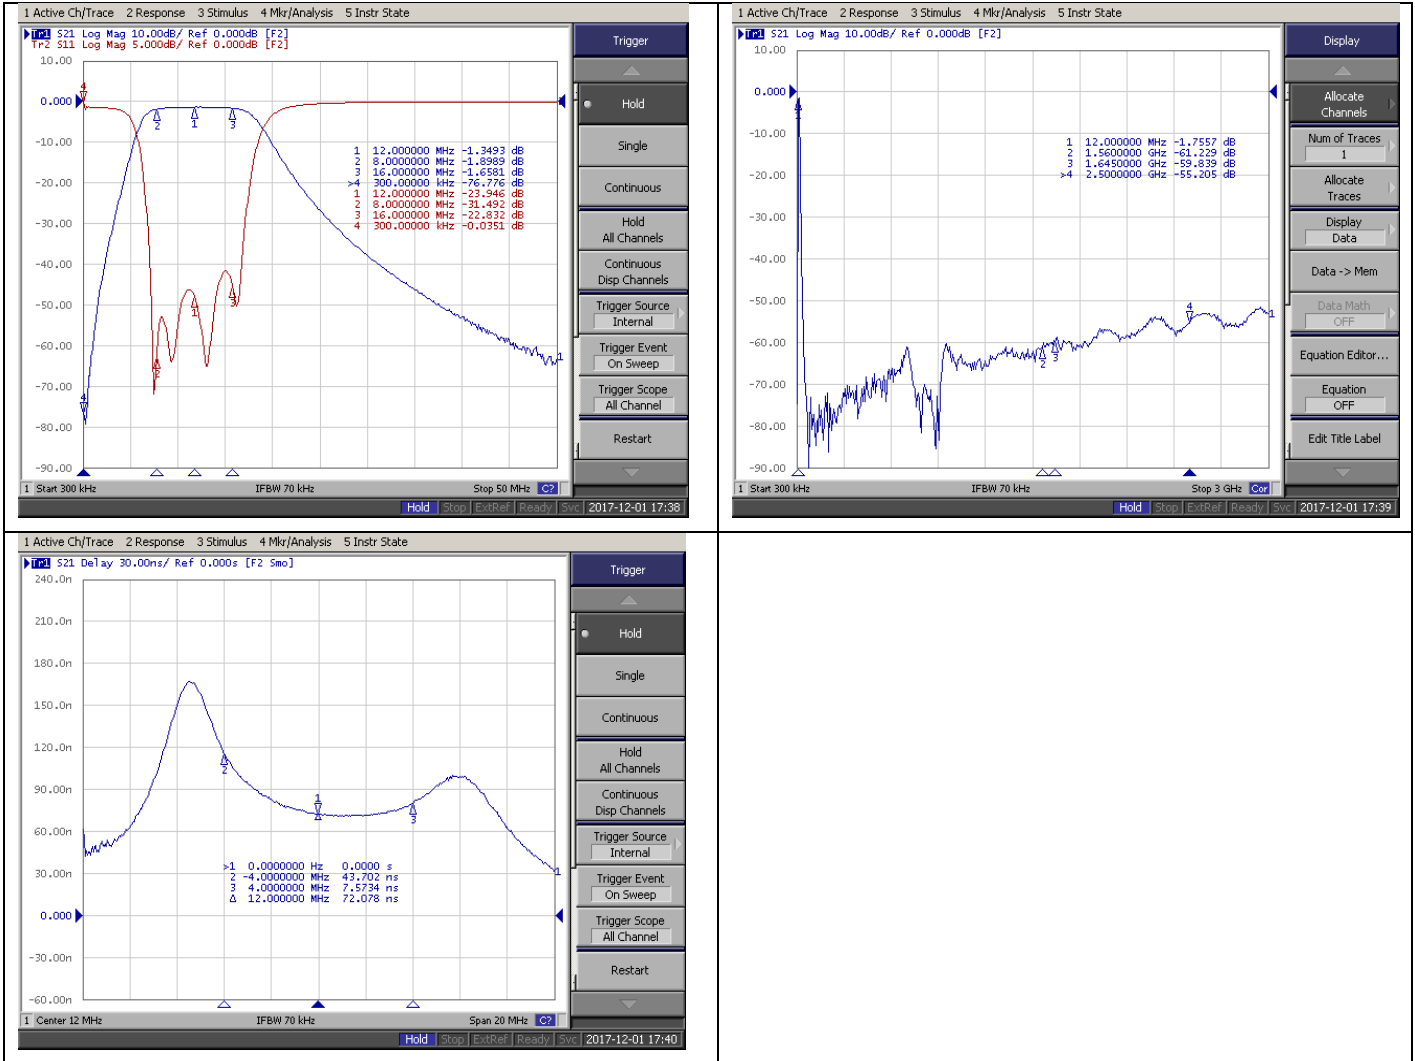 1 Active Ch/Trace 2 Response 3 Stimulus 4 Mkr/Analysis 5 Instr State
Tr1 S21 Log Mag 10.00dB/ Ref 0.000dB [F2]
Tr2 S11 Log Mag 5.000dB/ Ref 0.000dB [F2]
10.00
0.000
-10.00
-20.00
-30.00
-40.00
-50.00
-60.00
-70.00
-80.00
-90.00
1 12.000000 MHz -1.3493 dB
2 8.0000000 MHz -1.8989 dB
3 16.000000 MHz -1.6581 dB
>4 300.00000 kHz -76.776 dB
1 12.000000 MHz -23.946 dB
2 8.0000000 MHz -31.492 dB
3 16.000000 MHz -22.832 dB
4 300.00000 kHz -0.0351 dB
1 Start 300 kHz IFBW 70 kHz Stop 50 MHz C?
Trigger
Hold
Single
Continuous
Hold
All Channels
Continuous
Disp Channels
Trigger Source
Internal
Trigger Event
On Sweep
Trigger Scope
All Channel
Restart
Hold Stop ExtRef Ready Svc 2017-12-01 17:38
1 Active Ch/Trace 2 Response 3 Stimulus 4 Mkr/Analysis 5 Instr State
Tr1 S21 Log Mag 10.00dB/ Ref 0.000dB [F2]
10.00
0.000
-10.00
-20.00
-30.00
-40.00
-50.00
-60.00
-70.00
-80.00
-90.00
1 12.000000 MHz -1.7557 dB
2 1.5600000 GHz -61.229 dB
3 1.6450000 GHz -59.839 dB
>4 2.5000000 GHz -55.205 dB
1 Start 300 kHz IFBW 70 kHz Stop 3 GHz Cor
Display
Allocate
Channels
Num of Traces
1
Allocate
Traces
Display
Data
Data -> Mem
Data Math
OFF
Equation Editor...
Equation
OFF
Edit Title Label
Hold Stop ExtRef Ready Svc 2017-12-01 17:39
1 Active Ch/Trace 2 Response 3 Stimulus 4 Mkr/Analysis 5 Instr State
Tr1 S21 Delay 30.00ns/ Ref 0.000s [F2 Smo]
240.0n
210.0n
180.0n
150.0n
120.0n
90.00n
60.00n
30.00n
0.000
-30.00n
-60.00n
>1 0.0000000 Hz 0.0000 s
2 -4.0000000 MHz 43.702 ns
3 4.0000000 MHz 7.5734 ns
Δ 12.000000 MHz 72.078 ns
1 Center 12 MHz IFBW 70 kHz Span 20 MHz C?
Trigger
Hold
Single
Continuous
Hold
All Channels
Continuous
Disp Channels
Trigger Source
Internal
Trigger Event
On Sweep
Trigger Scope
All Channel
Restart
Hold Stop ExtRef Ready Svc 2017-12-01 17:40